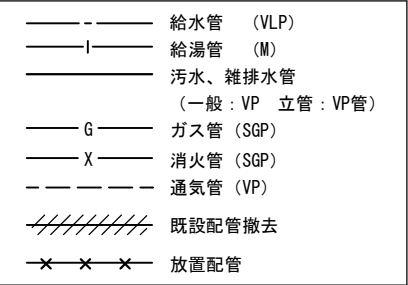 給水管 (VLP)
給湯管 (M)
汚水、雑排水管
(一般：VP 立管：VP管)
G ガス管 (SGP)
X 消火管 (SGP)
通気管 (VP)
既設配管撤去
放置配管